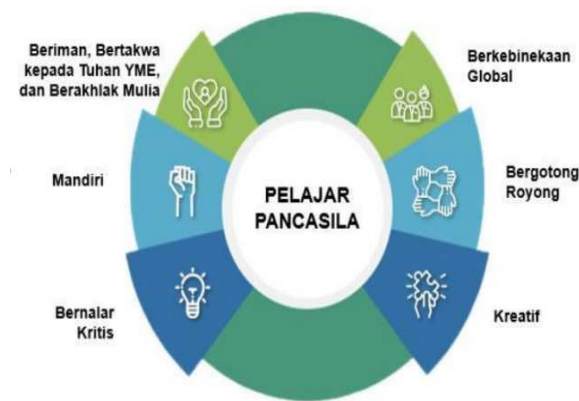 Beriman, Bertakwa
kepada Tuhan YME,
dan Berakhlak Mulia
Berkebinekaan
Global
Mandiri
PELAJAR
PANCASILA
Bergotong
Royong
Bernalar
Kritis
Kreatif